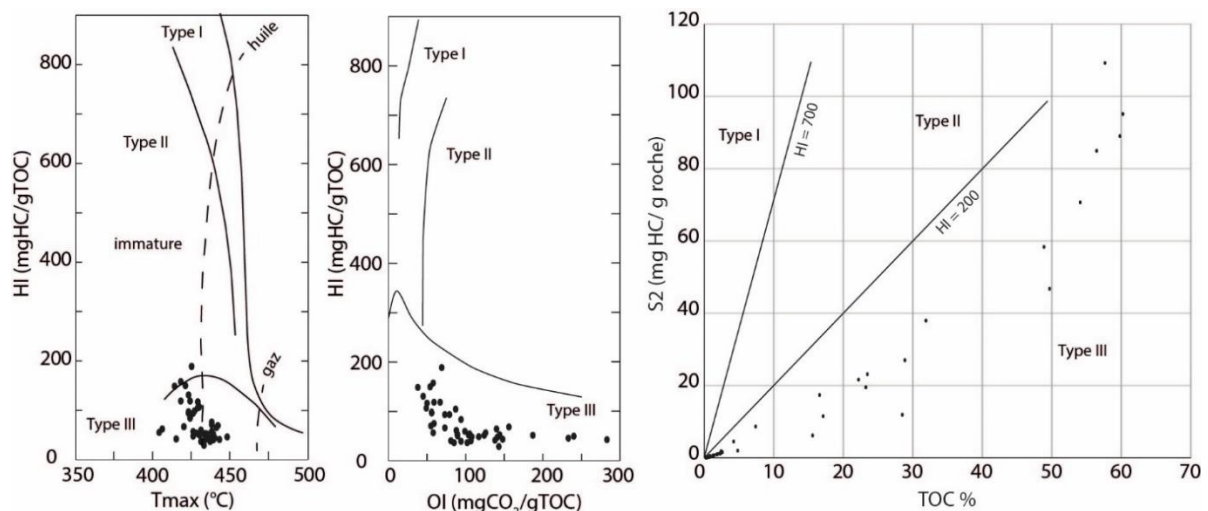 800
600
400
200
0
HI (mgHC/gTOC)
Type I
huile
Type II
immature
gaz
Type III
350
400
450
500
Tmax (°C)
800
600
400
200
0
HI (mgHC/gTOC)
Type I
Type II
Type III
0
100
200
300
OI (mgCO₂/gTOC)
120
100
80
60
40
20
0
S2 (mg HC/ g roche)
Type I
HI = 700
Type II
HI = 200
Type III
0
10
20
30
40
50
60
70
TOC %